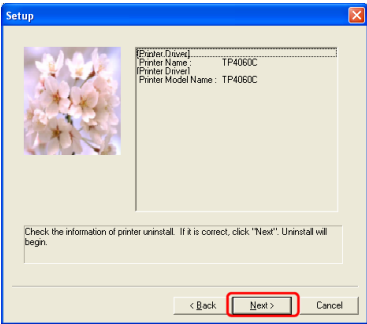 Setup
[Printer Driver]
Printer Name : TP4060C
[Printer Driver]
Printer Model Name : TP4060C
Check the information of printer uninstall. If it is correct, click "Next". Uninstall will
begin.
< Back Next > Cancel